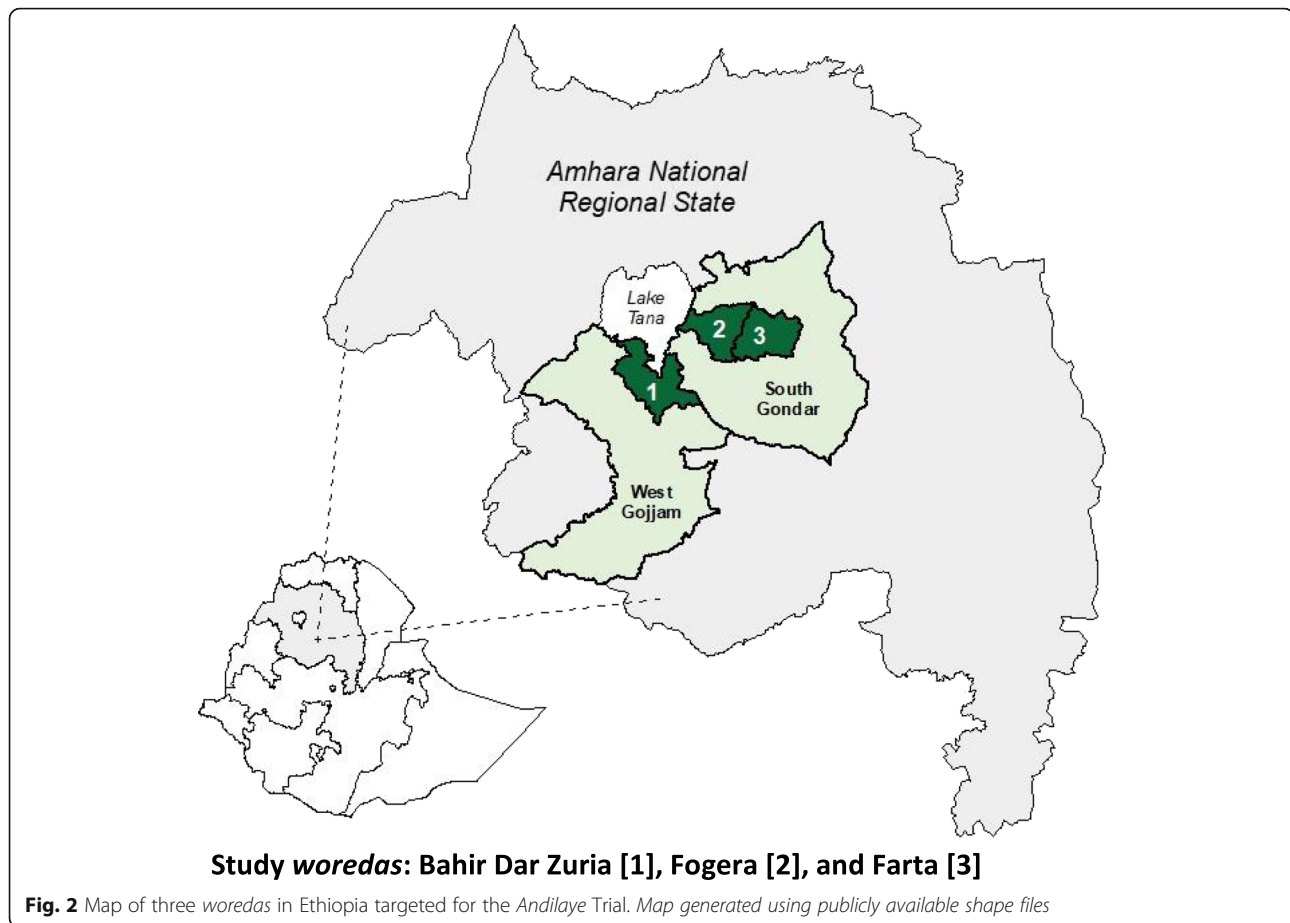 Amhara National
Regional State
Lake
Tana
2
3
1
South
Gondar
West
Gojjam
Study woredas: Bahir Dar Zuria [1], Fogera [2], and Farta [3]
Fig. 2 Map of three woredas in Ethiopia targeted for the Andilaye Trial. Map generated using publicly available shape files